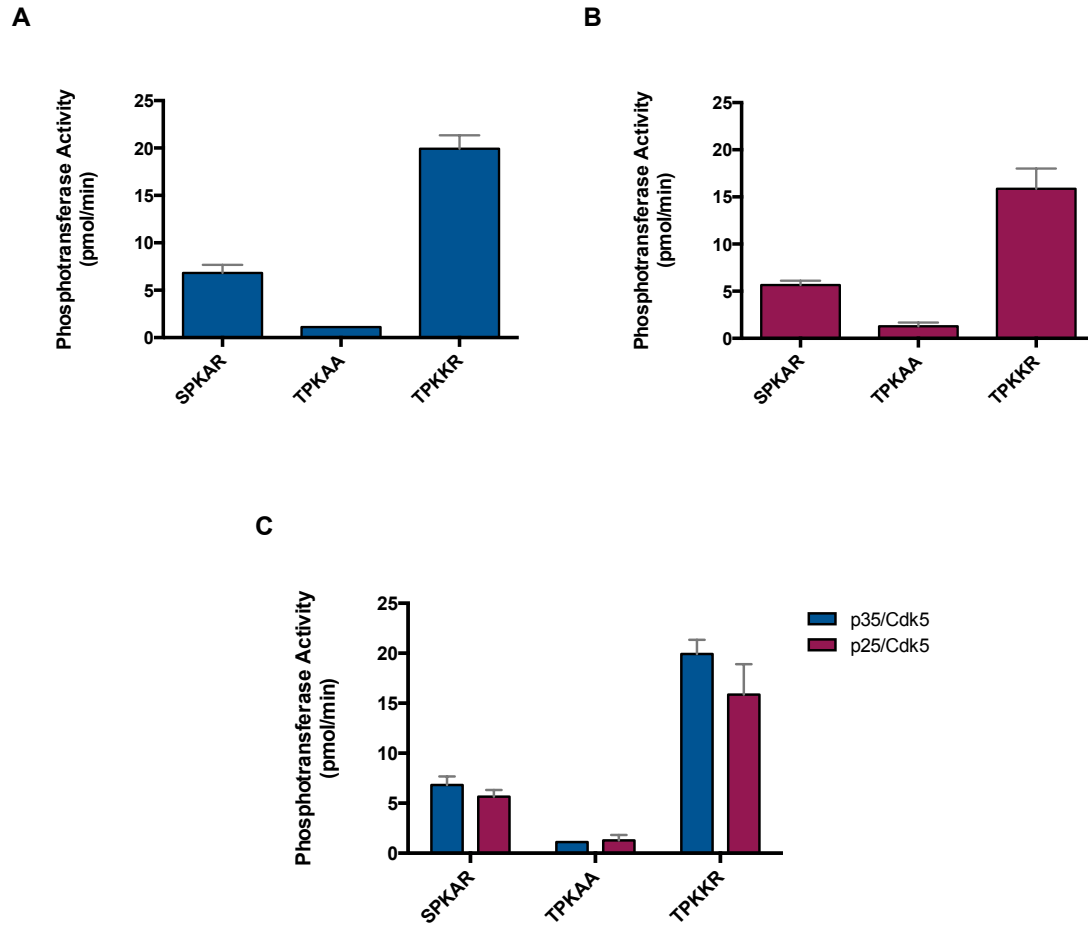 A
Phosphotransferase Activity
(pmol/min)
25
20
15
10
5
0
SPKAR
TPKAA
TPKKR
B
Phosphotransferase Activity
(pmol/min)
25
20
15
10
5
0
SPKAR
TPKAA
TPKKR
C
Phosphotransferase Activity
(pmol/min)
25
20
15
10
5
0
SPKAR
TPKAA
TPKKR
p35/Cdk5
p25/Cdk5